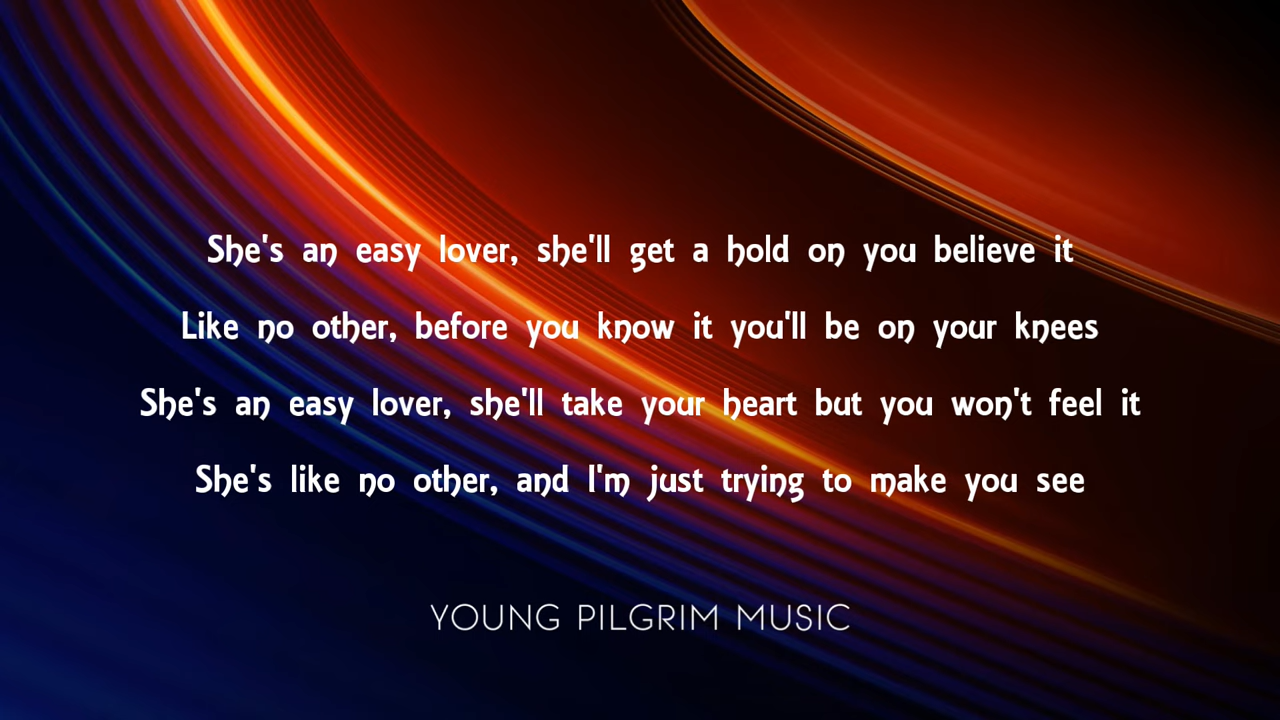 She's an easy lover, she'll get a hold on you believe it
Like no other, before you know it you'll be on your knees
She's an easy lover, she'll take your heart but you won't feel it
She's like no other, and I'm just trying to make you see
YOUNG PILGRIM MUSIC